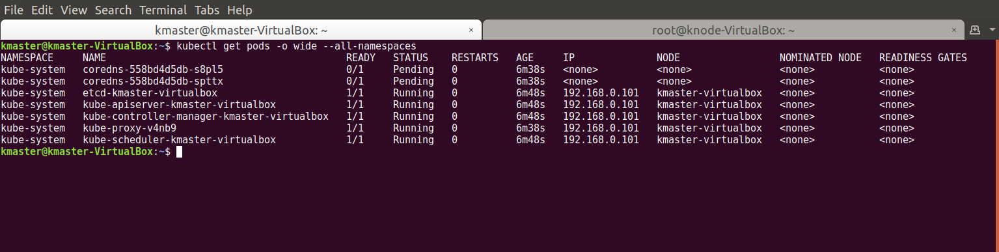 File Edit View Search Terminal Tabs Help
kmaster@kmaster-VirtualBox: ~ × root@knode-VirtualBox: ~ ×
kmaster@kmaster-VirtualBox:~$ kubectl get pods -o wide --all-namespaces
NAMESPACE NAME READY STATUS RESTARTS AGE IP NODE NOMINATED NODE READINESS GATES
kube-system coredns-558bd4d5db-s8pl5 0/1 Pending 0 6m38s <none> <none> <none> <none>
kube-system coredns-558bd4d5db-spttx 0/1 Pending 0 6m38s <none> <none> <none> <none>
kube-system etcd-kmaster-virtualbox 1/1 Running 0 6m48s 192.168.0.101 kmaster-virtualbox <none> <none>
kube-system kube-apiserver-kmaster-virtualbox 1/1 Running 0 6m48s 192.168.0.101 kmaster-virtualbox <none> <none>
kube-system kube-controller-manager-kmaster-virtualbox 1/1 Running 0 6m48s 192.168.0.101 kmaster-virtualbox <none> <none>
kube-system kube-proxy-v4nb9 1/1 Running 0 6m38s 192.168.0.101 kmaster-virtualbox <none> <none>
kube-system kube-scheduler-kmaster-virtualbox 1/1 Running 0 6m48s 192.168.0.101 kmaster-virtualbox <none> <none>
kmaster@kmaster-VirtualBox:~$